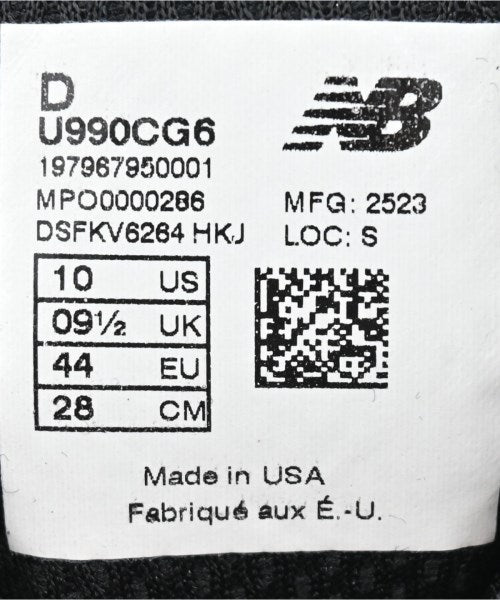 D
U990CG6
197967950001
MPO0000286
DSFKV6264 HKJ
NB
MFG: 2523
LOC: S
10 US
09½ UK
44 EU
28 CM
Made in USA
Fabriqué aux É.-U.